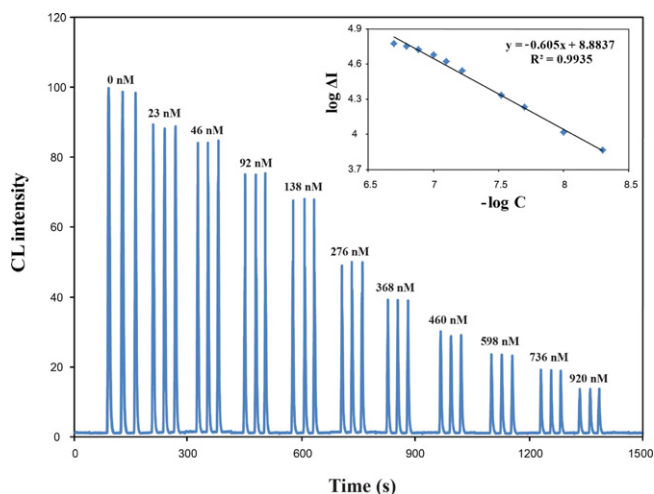 120
100
80
60
40
20
0
CL intensity
0 nM
23 nM
46 nM
92 nM
138 nM
276 nM
368 nM
460 nM
598 nM
736 nM
920 nM
0
300
600
900
1200
1500
Time (s)
4.9
4.6
4.3
4
3.7
log ΔI
y = -0.605x + 8.8837
R² = 0.9935
6.5
7
7.5
8
8.5
-log C